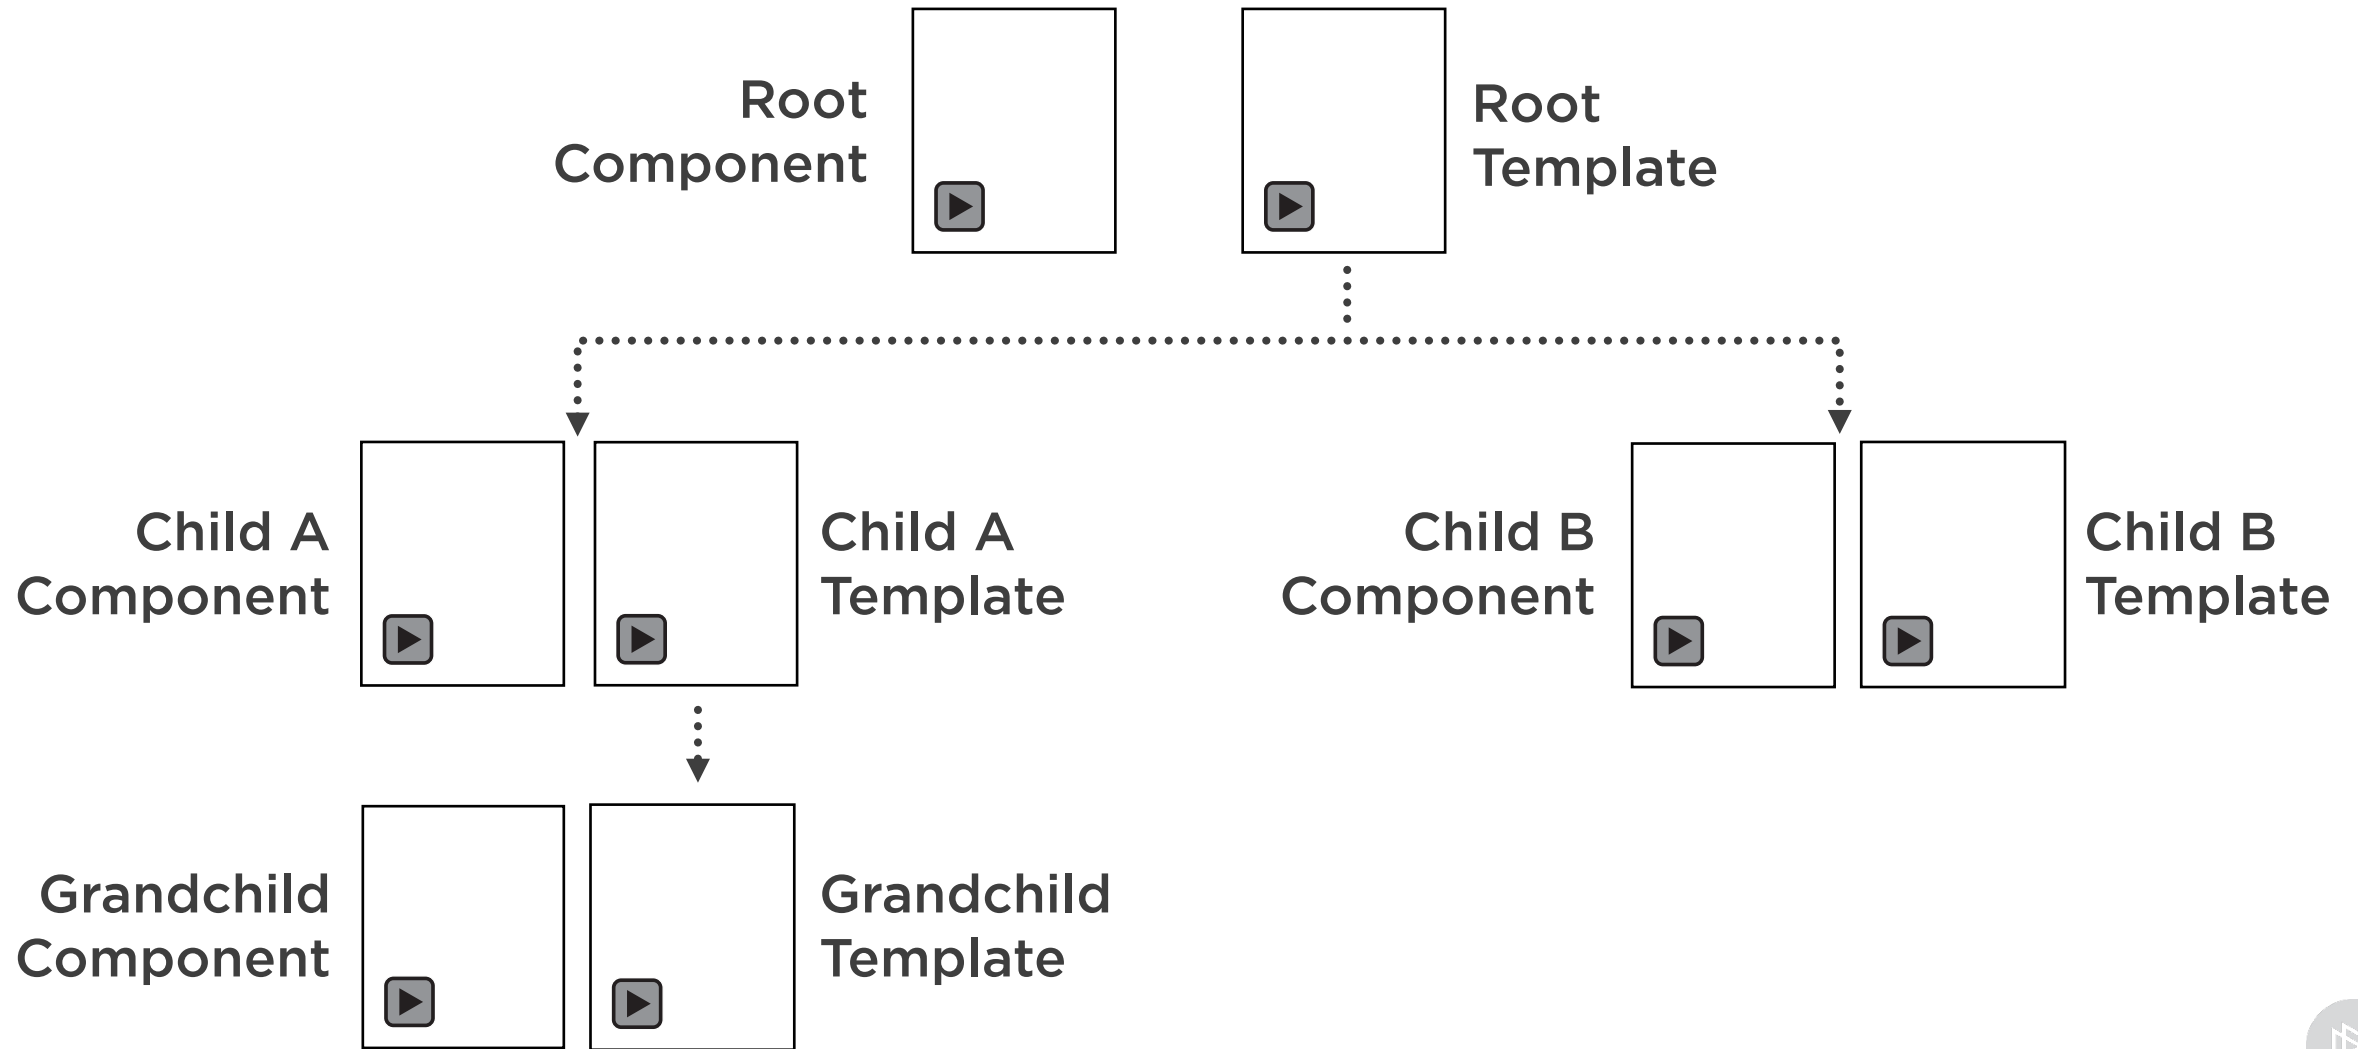 Root
Component
Root
Template
Child A
Component
Child A
Template
Child B
Component
Child B
Template
Grandchild
Component
Grandchild
Template